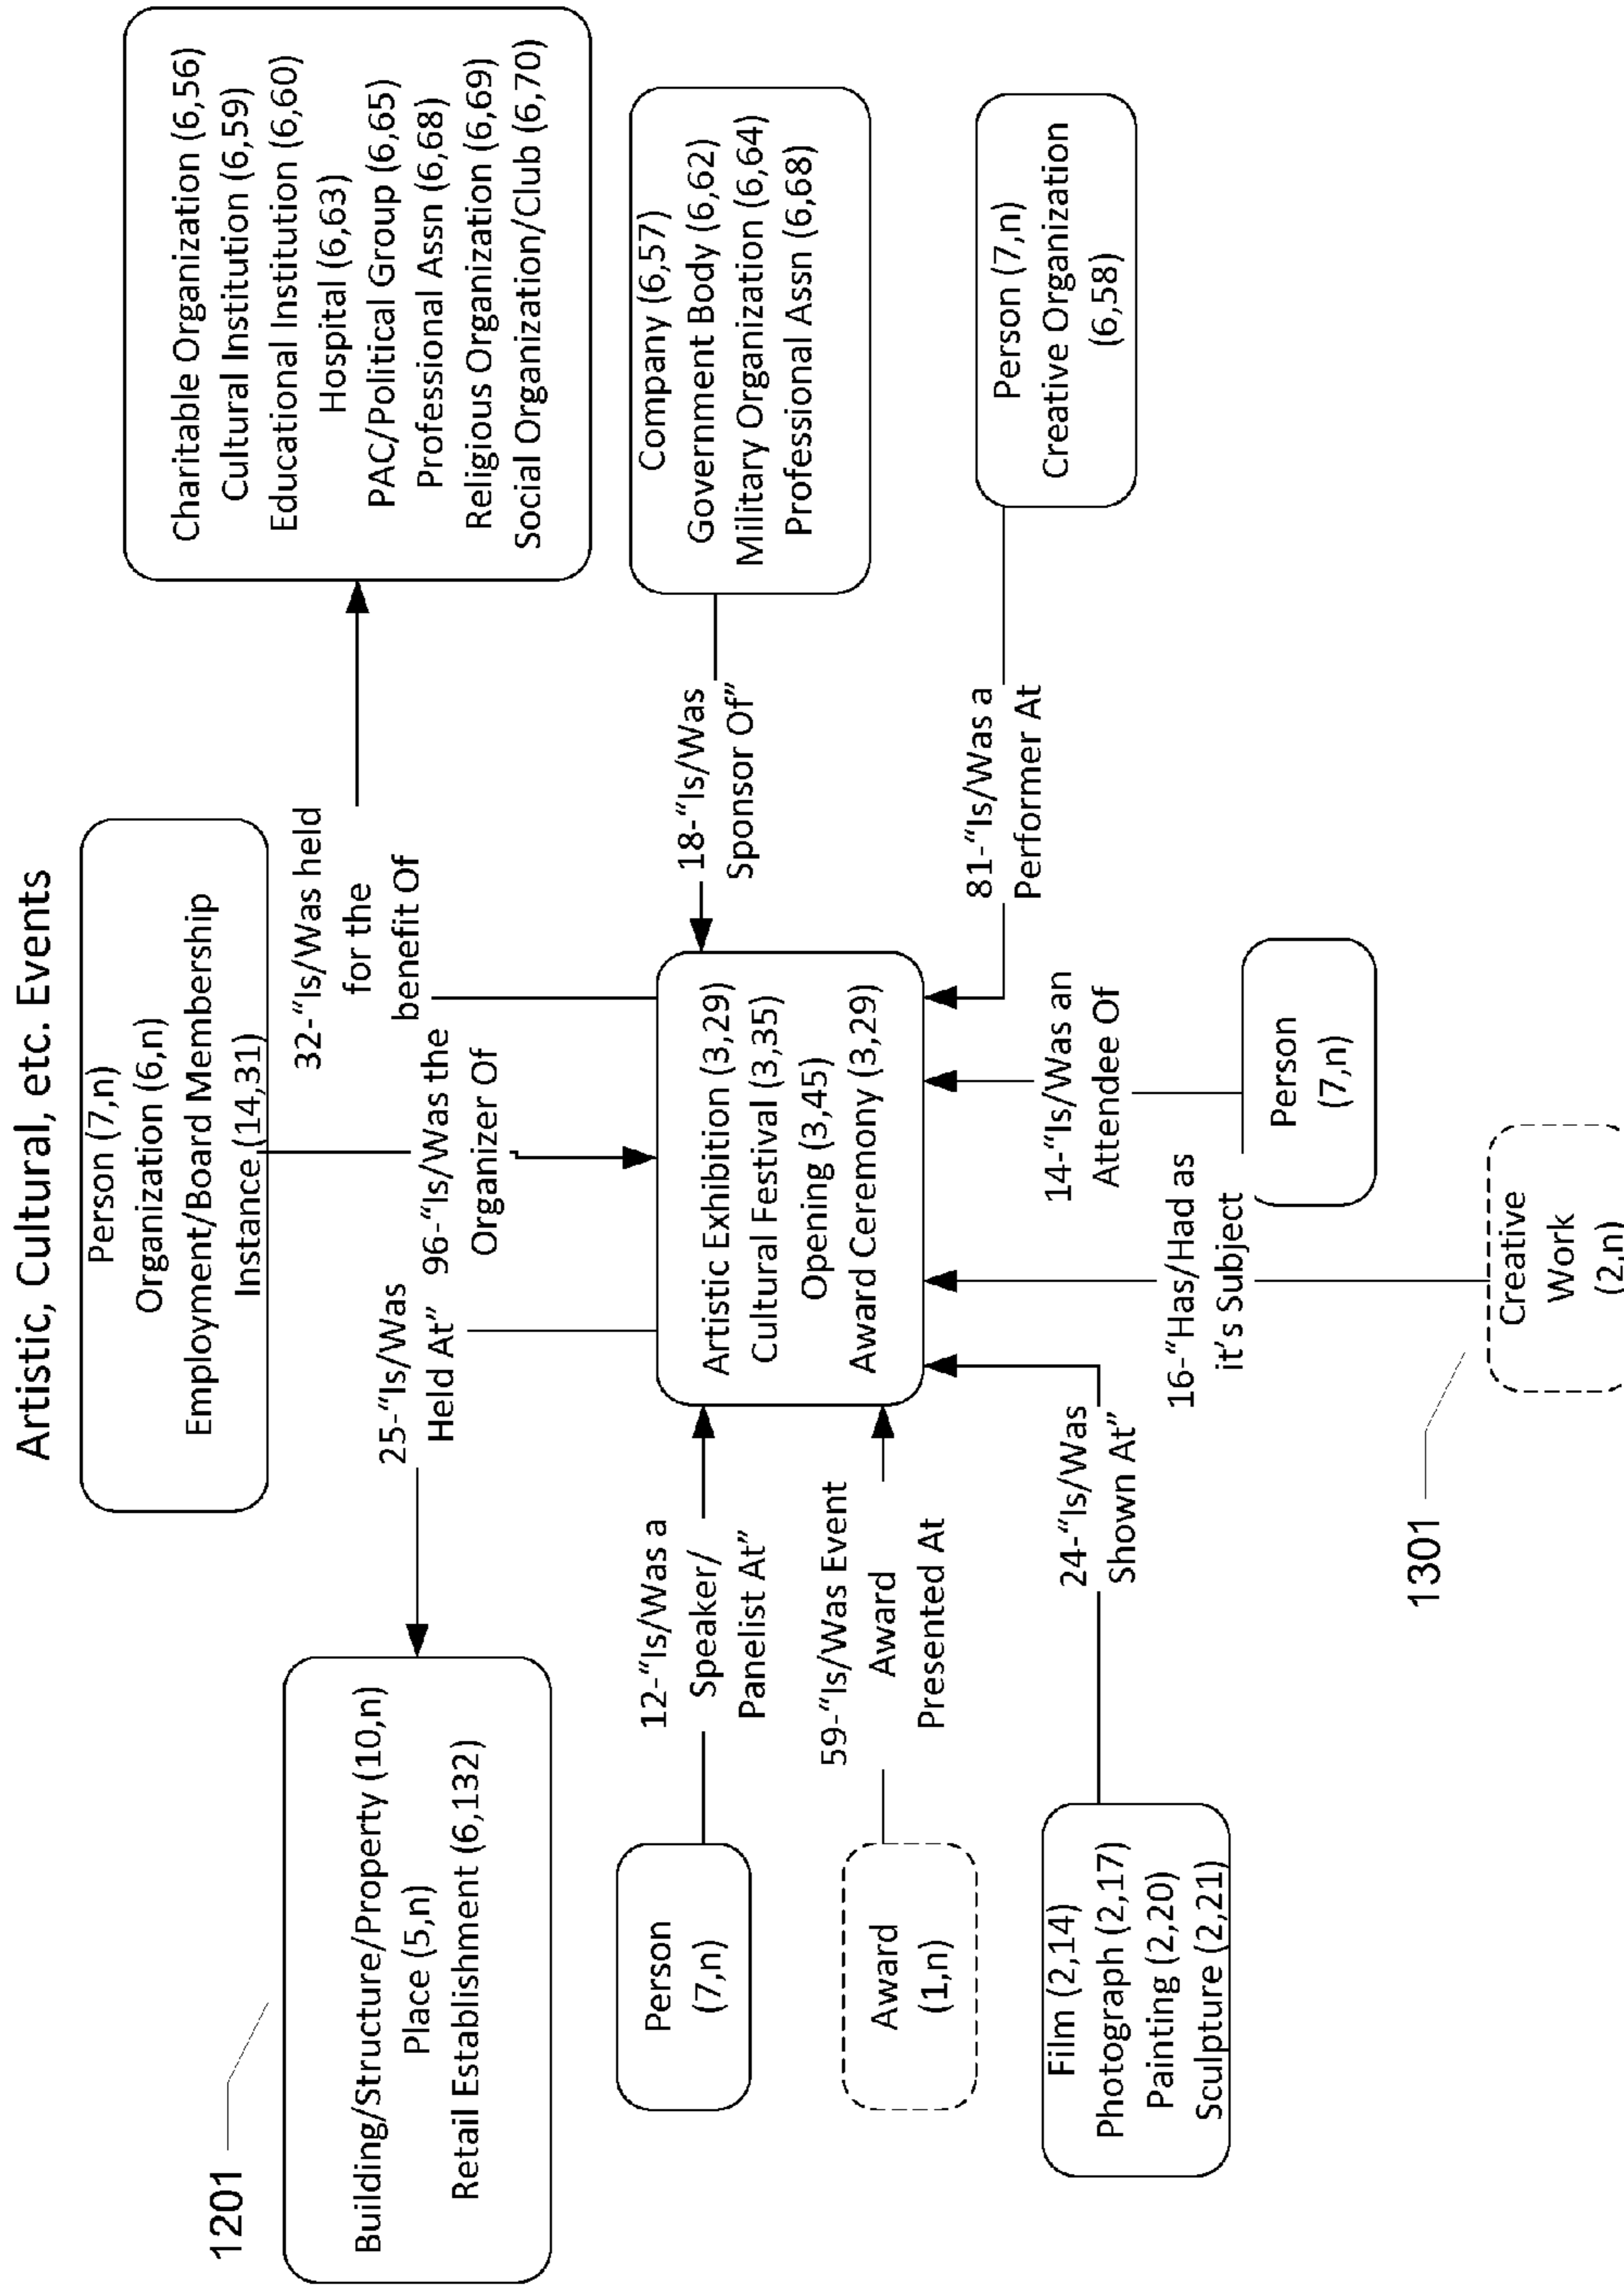 Artistic, Cultural, etc. Events
1201
Building/Structure/Property (10,n)
Place (5,n)
Retail Establishment (6,132)
25-“Is/Was
Held At”
Person (7,n)
Organization (6,n)
Employment/Board Membership
Instance (14,31)
96-“Is/Was the
Organizer Of
32-“Is/Was held
for the
benefit Of
Charitable Organization (6,56)
Cultural Institution (6,59)
Educational Institution (6,60)
Hospital (6,63)
PAC/Political Group (6,65)
Professional Assn (6,68)
Religious Organization (6,69)
Social Organization/Club (6,70)
Person
(7,n)
12-“Is/Was a
Speaker/
Panelist At”
Artistic Exhibition (3,29)
Cultural Festival (3,35)
Opening (3,45)
Award Ceremony (3,29)
18-“Is/Was
Sponsor Of”
Company (6,57)
Government Body (6,62)
Military Organization (6,64)
Professional Assn (6,68)
Award
(1,n)
59-“Is/Was Event
Award
Presented At
Film (2,14)
Photograph (2,17)
Painting (2,20)
Sculpture (2,21)
24-“Is/Was
Shown At”
14-“Is/Was an
Attendee Of
81-“Is/Was a
Performer At
Person (7,n)
Creative Organization
(6,58)
16-“Has/Had as
it’s Subject
Person
(7,n)
1301
Creative
Work
(2,n)